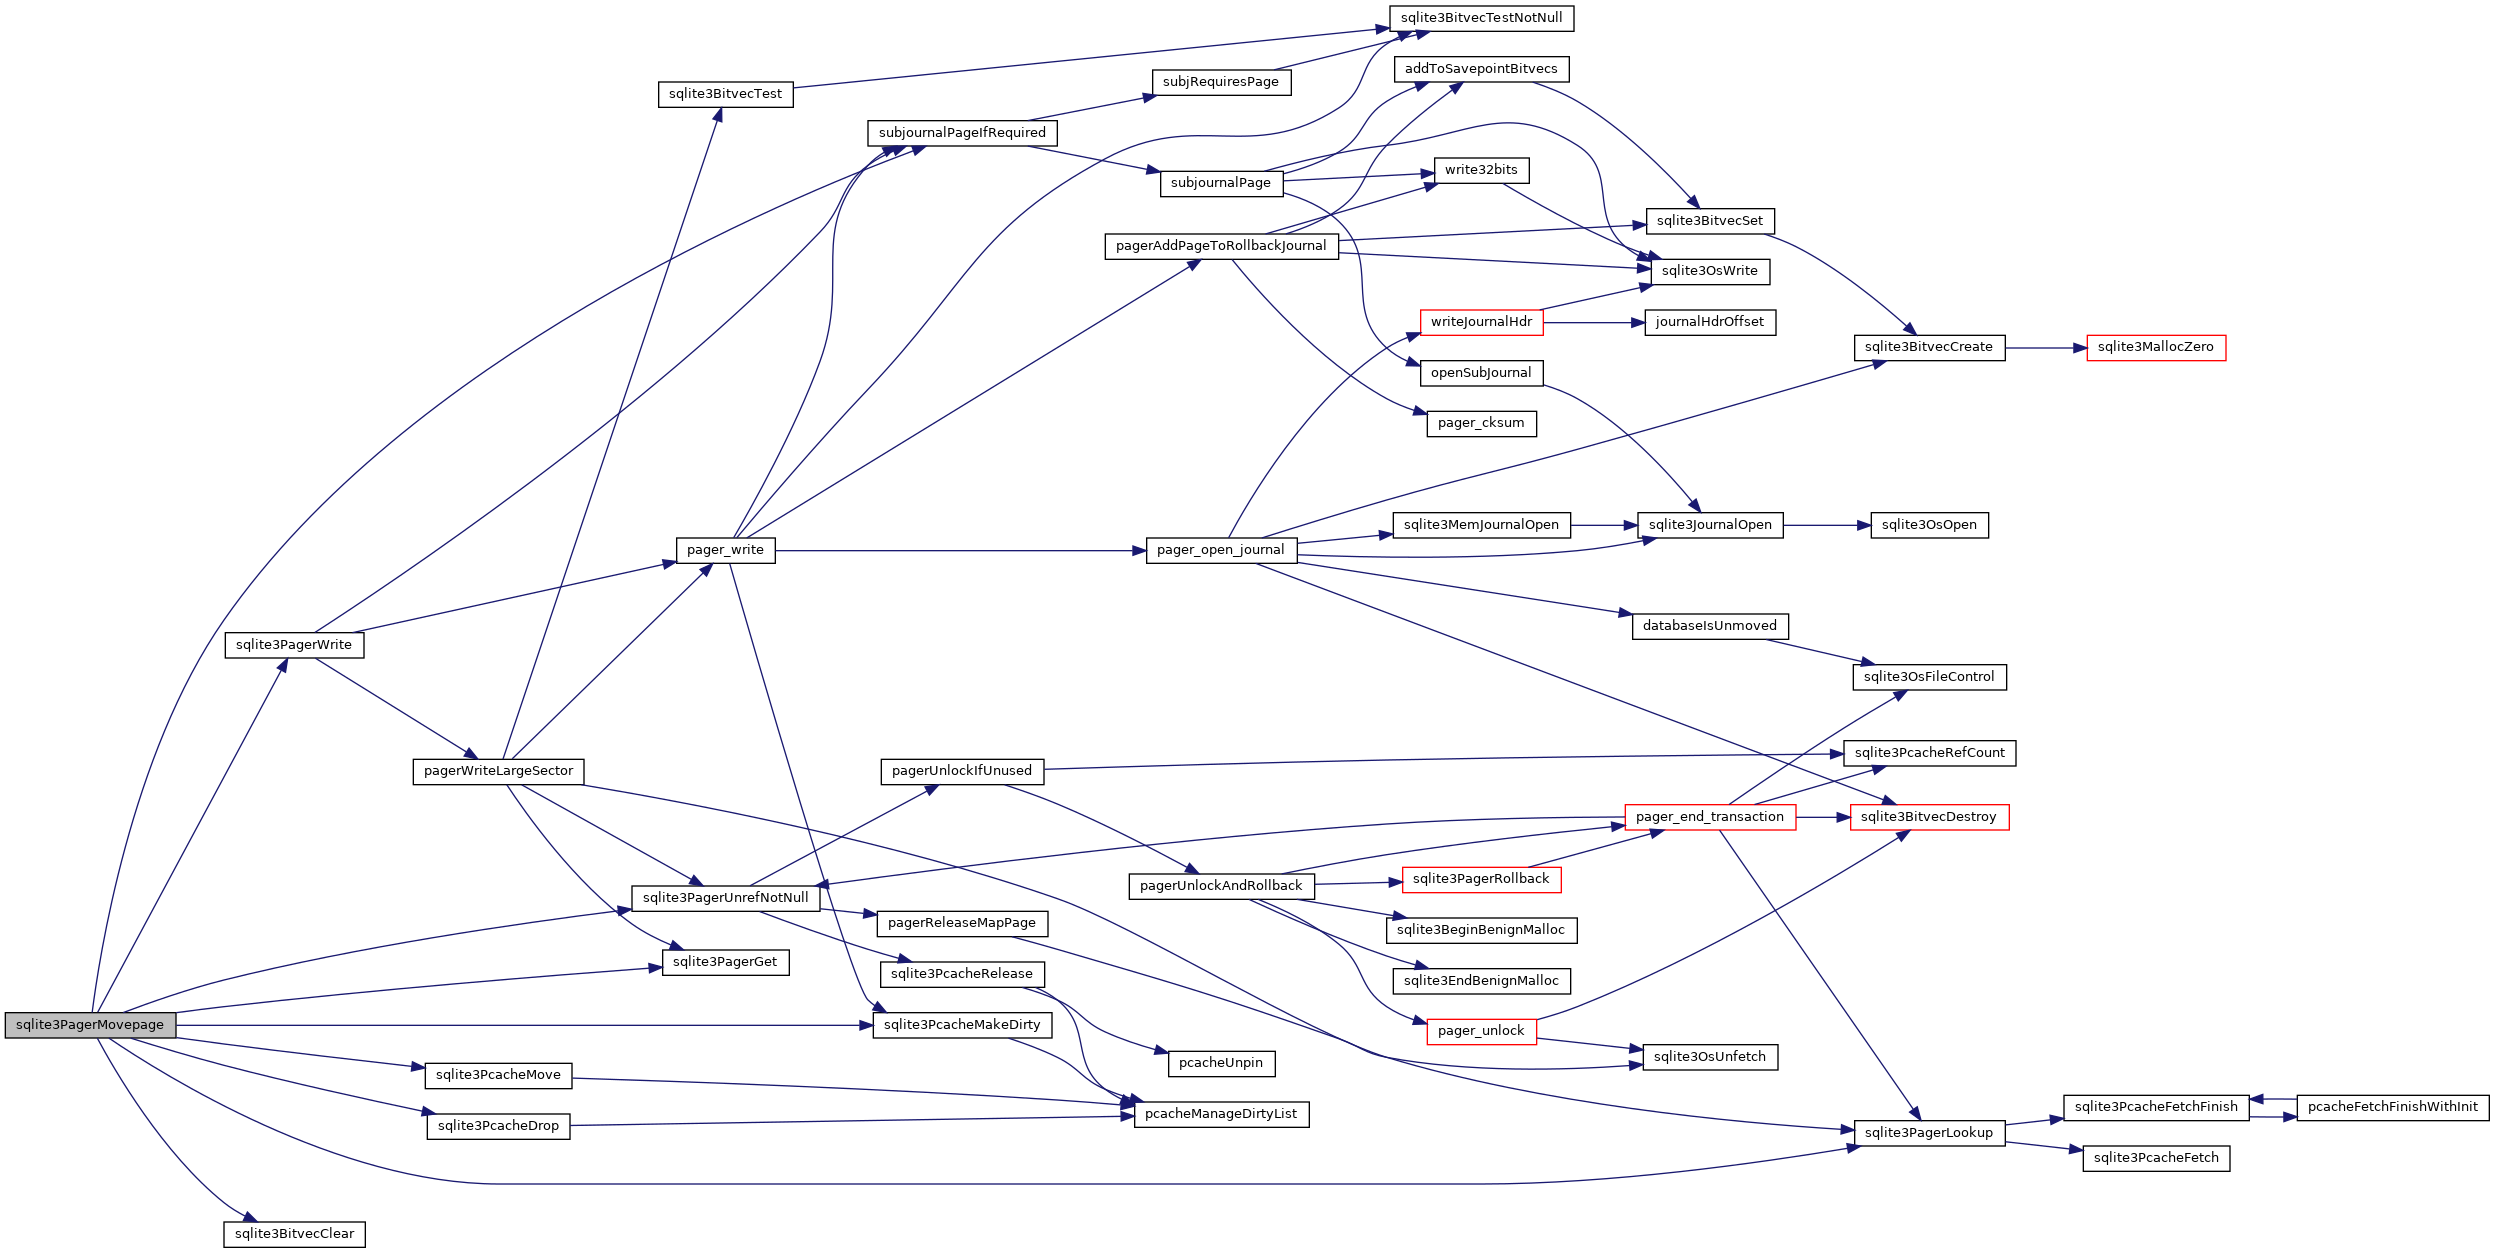 sqlite3BitvecTestNotNull
addToSavepointBitvecs
subjRequiresPage
sqlite3BitvecTest
subjournalPageIfRequired
write32bits
subjournalPage
sqlite3BitvecSet
pagerAddPageToRollbackJournal
sqlite3OsWrite
writeJournalHdr
journalHdrOffset
sqlite3BitvecCreate
sqlite3MallocZero
openSubJournal
pager_cksum
sqlite3MemJournalOpen
sqlite3JournalOpen
sqlite3OsOpen
pager_write
pager_open_journal
databaseIsUnmoved
sqlite3PagerWrite
sqlite3OsFileControl
sqlite3PcacheRefCount
pagerWriteLargeSector
pagerUnlockIfUnused
pager_end_transaction
sqlite3BitvecDestroy
sqlite3PagerRollback
pagerUnlockAndRollback
sqlite3PagerUnrefNotNull
pagerReleaseMapPage
sqlite3BeginBenignMalloc
sqlite3PagerGet
sqlite3PcacheRelease
sqlite3EndBenignMalloc
sqlite3PagerMovepage
sqlite3PcacheMakeDirty
pager_unlock
sqlite3OsUnfetch
pcacheUnpin
sqlite3PcacheMove
sqlite3PcacheFetchFinish
pcacheFetchFinishWithInit
pcacheManageDirtyList
sqlite3PcacheDrop
sqlite3PagerLookup
sqlite3PcacheFetch
sqlite3BitvecClear